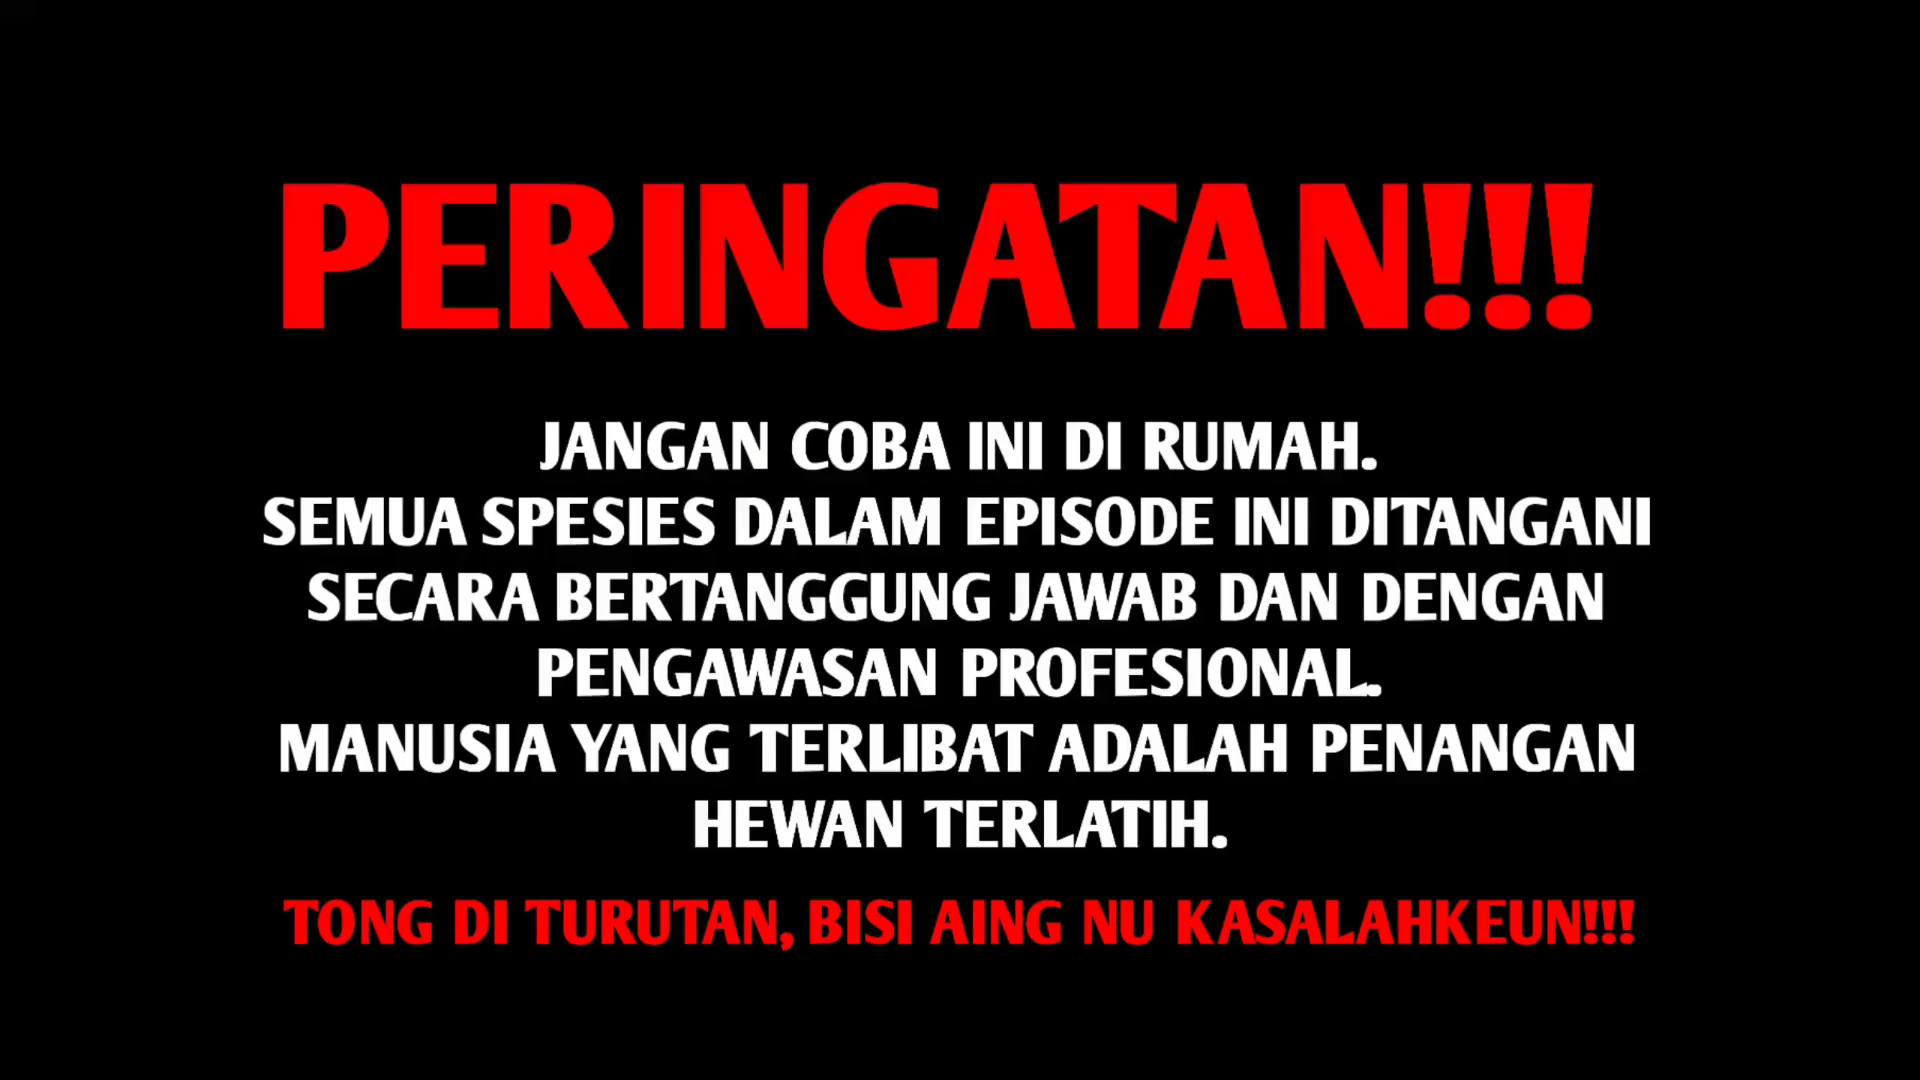 PERINGATAN!!!
JANGAN COBA INI DI RUMAH.
SEMUA SPESIES DALAM EPISODE INI DITANGANI
SECARA BERTANGGUNG JAWAB DAN DENGAN
PENGAWASAN PROFESIONAL.
MANUSIA YANG TERLIBAT ADALAH PENANGAN
HEWAN TERLATIH.
TONG DI TURUTAN, BISI AING NU KASALAHKEUN!!!